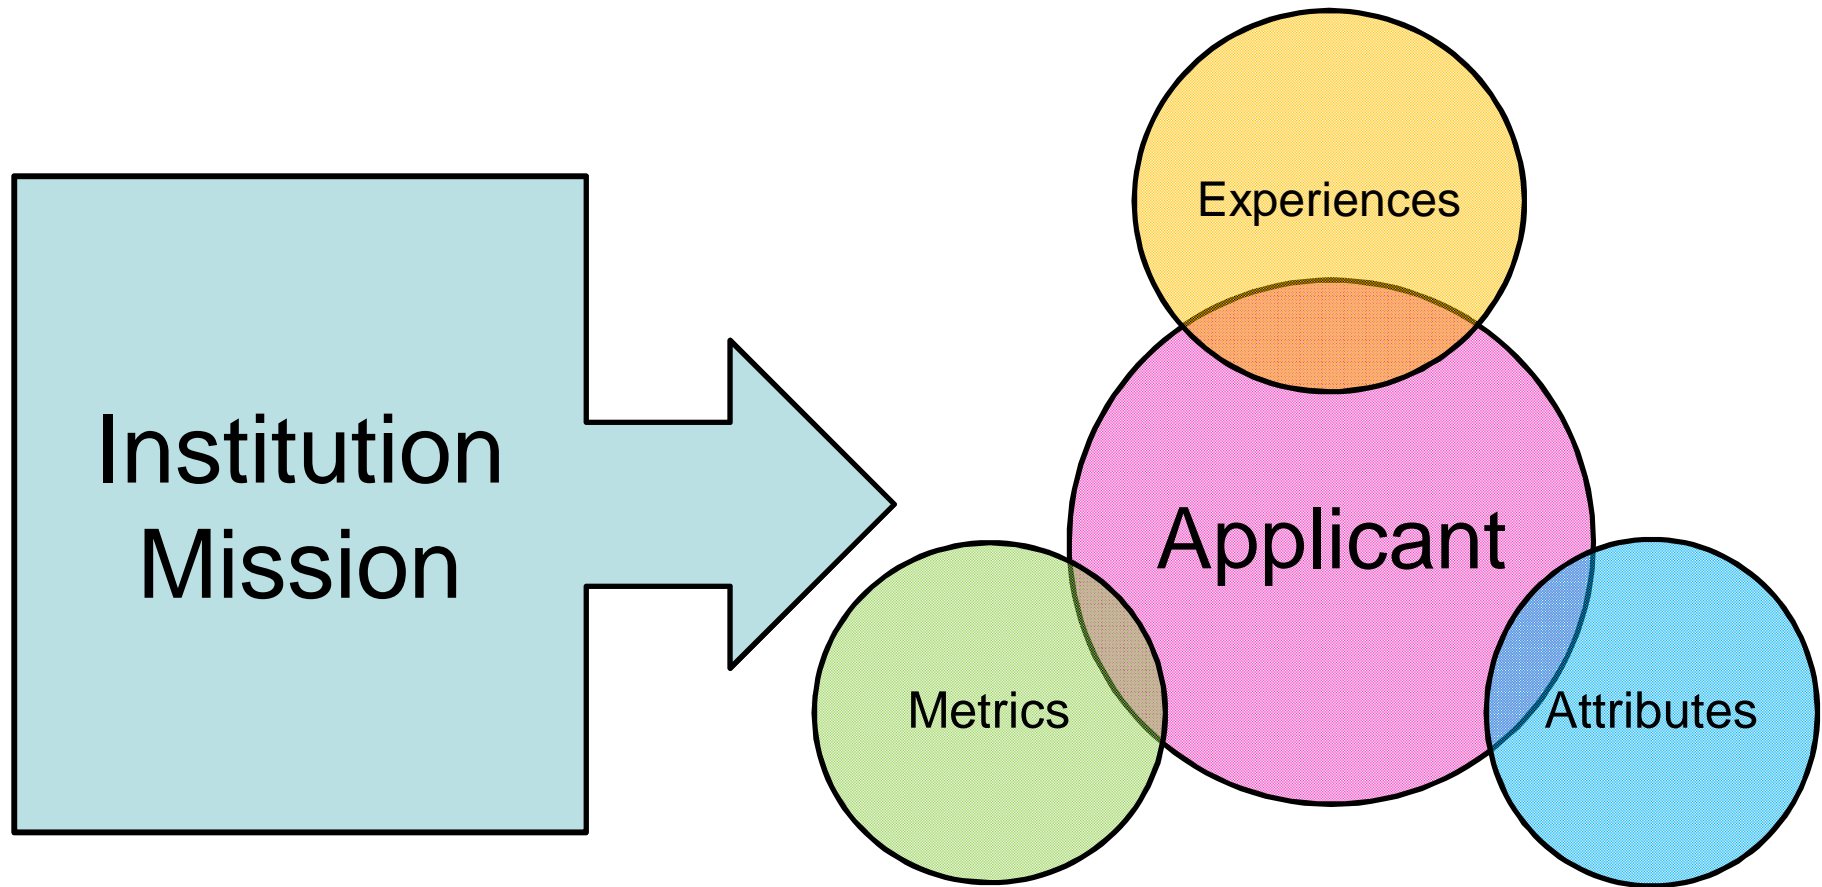 Institution
Mission
Experiences
Applicant
Metrics
Attributes